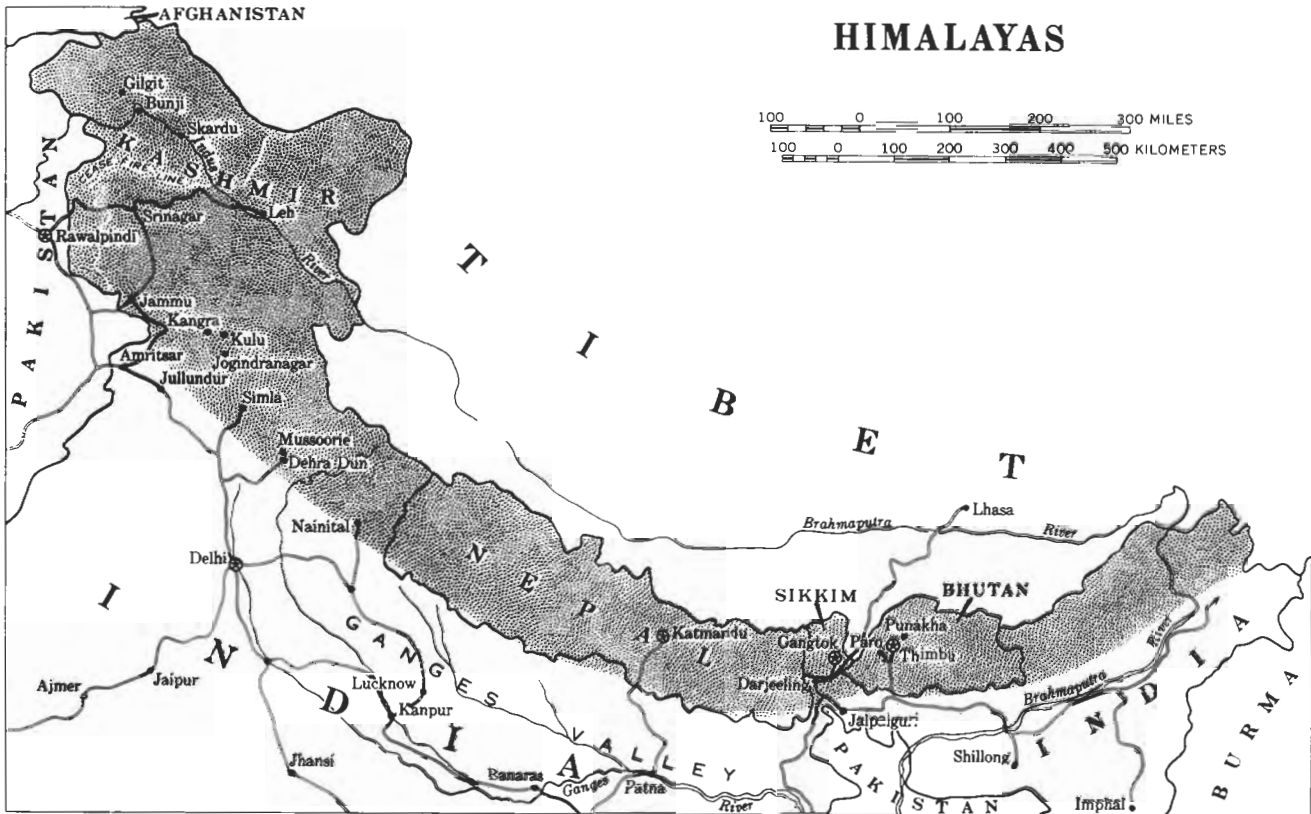 AFGHANISTAN
HIMALAYAS
100 0 100 200 300 MILES
100 0 100 200 300 400 500 KILOMETERS
Gilgit
Bunji
Skardu
Indus
KASHMIR
CEASE FIRE LINE
Srinagar
Leh
Rawalpindi
River
PAKISTAN
TIBET
Jammu
Kangra
Kulu
Jogindranagar
Amritsar
Jullundur
Simla
Mussoorie
Dehra Dun
Nainital
Delhi
NEPAL
Lhasa
Brahmaputra River
SIKKIM
BHUTAN
Punakha
Katmandu
Gangtok
Paro
Thimbu
Darjeeling
Jalpaiguri
INDIA
GANGES VALLEY
Ajmer
Jaipur
Lucknow
Kanpur
Jhansi
Banaras
Ganges
Patna
River
PAKISTAN
Brahmaputra
River
INDIA
Shillong
Imphal
BURMA